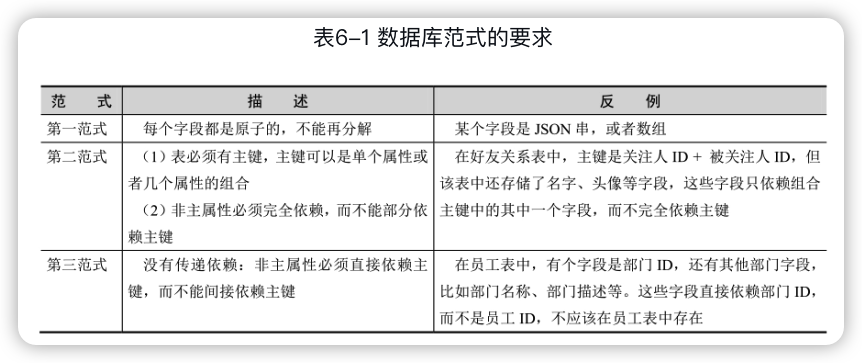 表6–1 数据库范式的要求
范 式 描 述 反 例
第一范式 每个字段都是原子的，不能再分解 某个字段是 JSON 串，或者数组
第二范式 （1）表必须有主键，主键可以是单个属性或 在好友关系表中，主键是关注人 ID + 被关注人 ID，但
者几个属性的组合 该表中还存储了名字、头像等字段，这些字段只依赖组合
（2）非主属性必须完全依赖，而不能部分依 主键中的其中一个字段，而不完全依赖主键
赖主键
第三范式 没有传递依赖：非主属性必须直接依赖主 在员工表中，有个字段是部门 ID，还有其他部门字段，
键，而不能间接依赖主键 比如部门名称、部门描述等。这些字段直接依赖部门 ID，
而不是员工 ID，不应该在员工表中存在